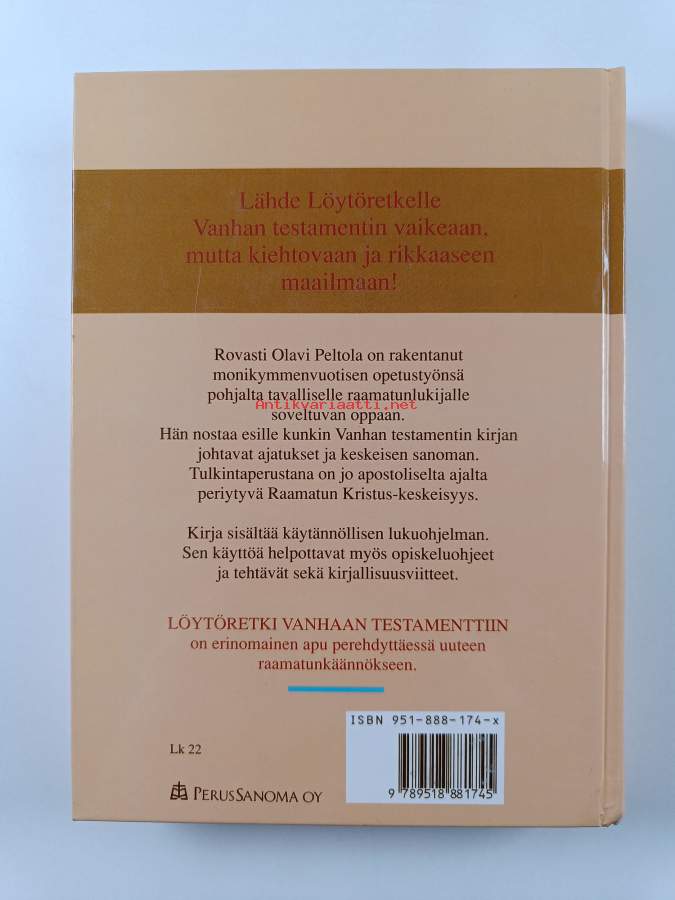 Lähde Löytöretkelle
Vanhan testamentin vaikeaan,
mutta kiehtovaan ja rikkaaseen
maailmaan!
Rovasti Olavi Peltola on rakentanut
monikymmenvuotisen opetustyönsä
pohjalta tavalliselle raamatunlukijalle
Antikvariaatti.net
soveltuvan oppaan.
Hän nostaa esille kunkin Vanhan testamentin kirjan
johtavat ajatukset ja keskeisen sanoman.
Tulkintaperustana on jo apostoliselta ajalta
periytyvä Raamatun Kristus-keskeisyys.
Kirja sisältää käytännöllisen lukuohjelman.
Sen käyttöä helpottavat myös opiskeluohjeet
ja tehtävät sekä kirjallisuusviitteet.
LÖYTÖRETKI VANHAAN TESTAMENTTIIN
on erinomainen apu perehdyttäessä uuteen
raamatunkäännökseen.
ISBN 951-888-174-x
Lk 22
9 789518 881745
PERUSSANOMA OY